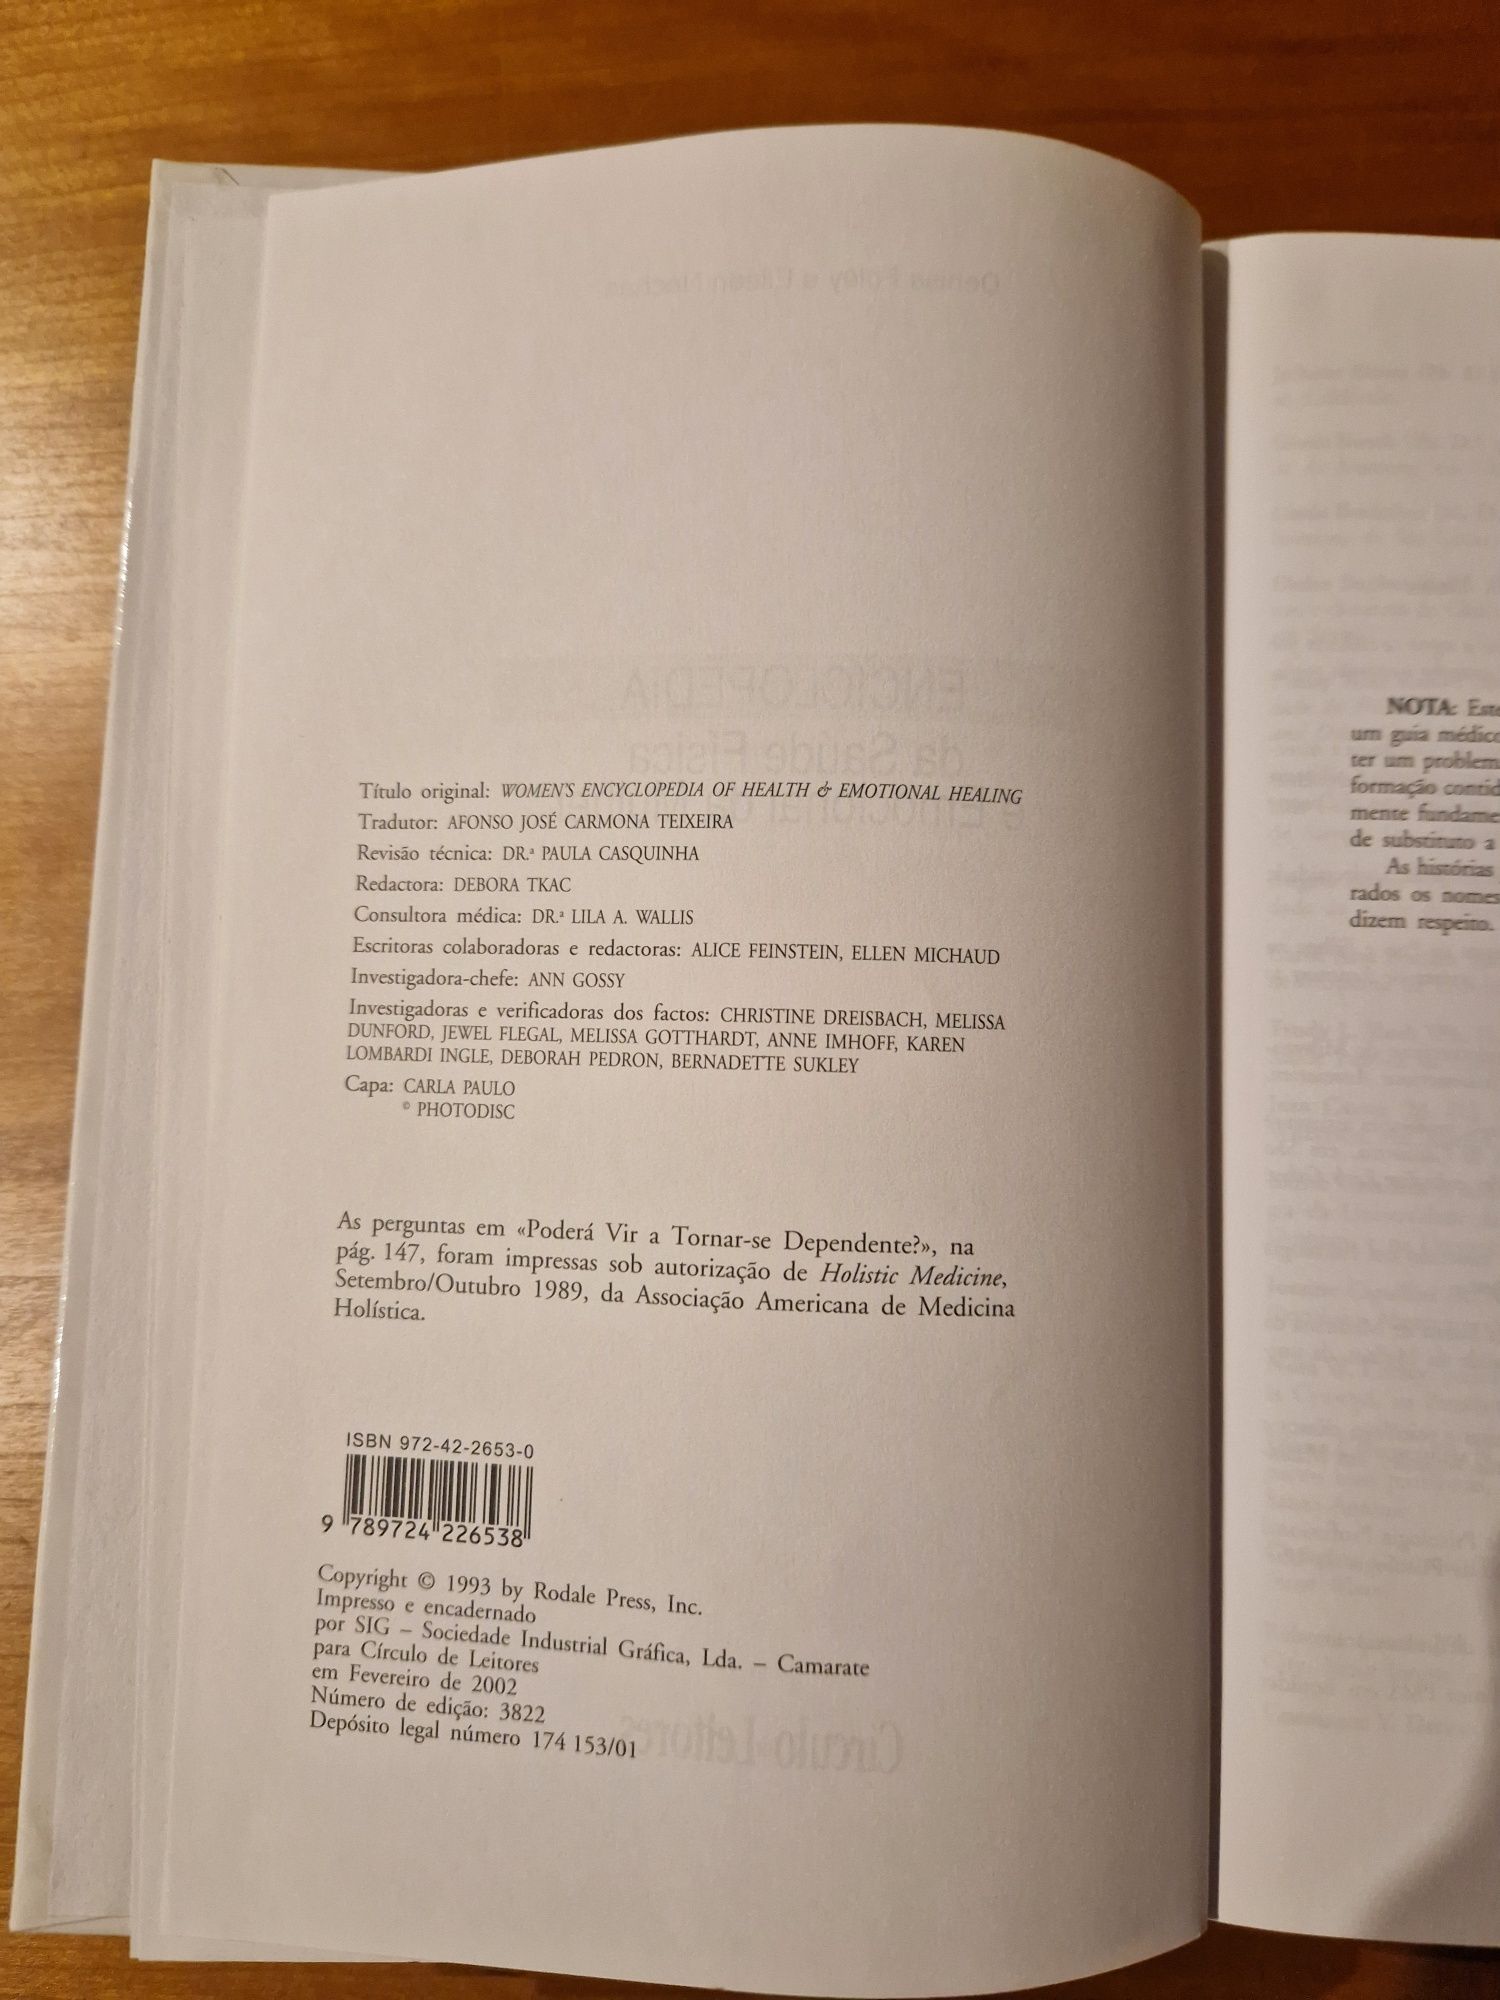 Título original: WOMEN'S ENCYCLOPEDIA OF HEALTH & EMOTIONAL HEALING
Tradutor: AFONSO JOSÉ CARMONA TEIXEIRA
Revisão técnica: DR.ª PAULA CASQUINHA
Redactora: DEBORA TKAC
Consultora médica: DR.ª LILA A. WALLIS
Escritoras colaboradoras e redactoras: ALICE FEINSTEIN, ELLEN MICHAUD
Investigadora-chefe: ANN GOSSY
Investigadoras e verificadoras dos factos: CHRISTINE DREISBACH, MELISSA
DUNFORD, JEWEL FLEGAL, MELISSA GOTTHARDT, ANNE IMHOFF, KAREN
LOMBARDI INGLE, DEBORAH PEDRON, BERNADETTE SUKLEY
Capa: CARLA PAULO
© PHOTODISC
As perguntas em «Poderá Vir a Tornar-se Dependente?», na
pág. 147, foram impressas sob autorização de Holistic Medicine,
Setembro/Outubro 1989, da Associação Americana de Medicina
Holística.
ISBN 972-42-2653-0
9 789724 226538
Copyright © 1993 by Rodale Press, Inc.
Impresso e encadernado
por SIG – Sociedade Industrial Gráfica, Lda. – Camarate
para Círculo de Leitores
em Fevereiro de 2002
Número de edição: 3822
Depósito legal número 174 153/01
NOTA: Este
um guia médico
ter um problem
formação contid
mente fundame
de substituto a
As histórias
rados os nomes
dizem respeito.